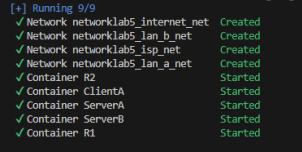 [+] Running 9/9
✓ Network networklab5_internet_net Created
✓ Network networklab5_lan_b_net Created
✓ Network networklab5_isp_net Created
✓ Network networklab5_lan_a_net Created
✓ Container R2 Started
✓ Container ClientA Started
✓ Container ServerA Started
✓ Container ServerB Started
✓ Container R1 Started